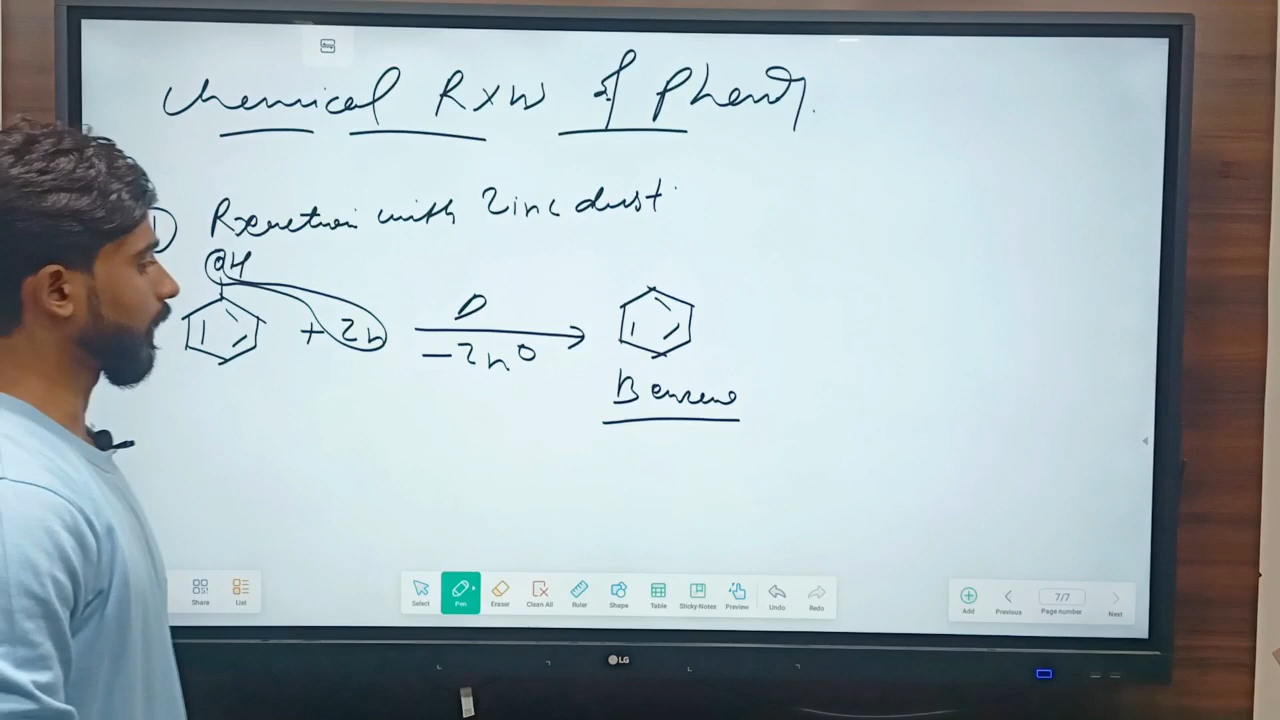 Chemical Rxn of Phenol.
1) Rxenction with Zinc dust
OH
+ Zn
Δ
- ZnO
Benzene
Share List Select Pen Eraser Clean All Ruler Shape Table Sticky-Notes Preview Undo Redo Add Previous 7/7 Page number Next
LG